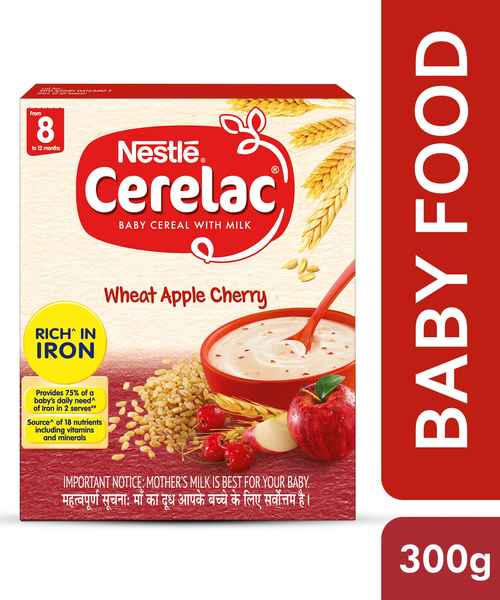 From
8
to 12 months
Nestlé®
Cerelac®
BABY CEREAL WITH MILK
Wheat Apple Cherry
RICH^ IN
IRON
Provides 75% of a
baby's daily need^
of Iron in 2 serves**
Source^ of 18 nutrients
including vitamins
and minerals
IMPORTANT NOTICE: MOTHER'S MILK IS BEST FOR YOUR BABY.
महत्वपूर्ण सूचना: माँ का दूध आपके बच्चे के लिए सर्वोत्तम है।
BABY FOOD
300g